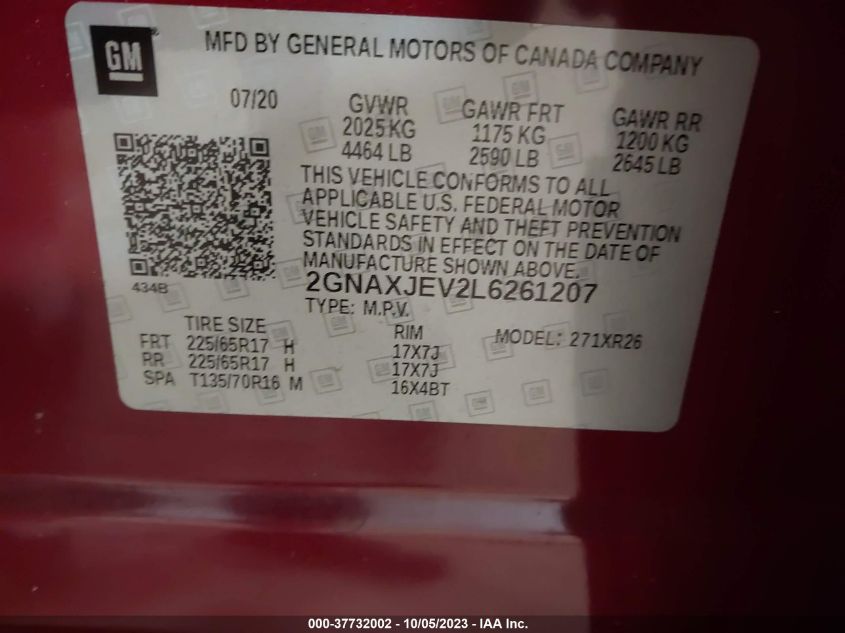 GM
MFD BY GENERAL MOTORS OF CANADA COMPANY
07/20 GVWR GAWR FRT GAWR RR
2025 KG 1175 KG 1200 KG
4464 LB 2590 LB 2645 LB
THIS VEHICLE CONFORMS TO ALL
APPLICABLE U.S. FEDERAL MOTOR
VEHICLE SAFETY AND THEFT PREVENTION
STANDARDS IN EFFECT ON THE DATE OF
MANUFACTURE SHOWN ABOVE.
434B
2GNAXJEV2L6261207
TYPE: M.P.V.
TIRE SIZE RIM MODEL: 271XR26
FRT 225/65R17 H 17X7J
RR 225/65R17 H 17X7J
SPA T135/70R16 M 16X4BT
000-37732002 - 10/05/2023 - IAA Inc.